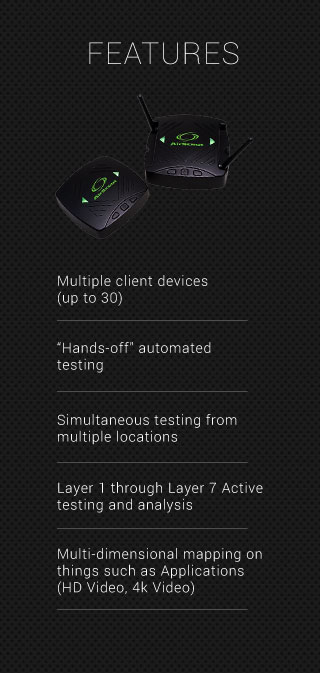 FEATURES
AirScout
AirScout
Multiple client devices
(up to 30)
“Hands-off" automated
testing
Simultaneous testing from
multiple locations
Layer 1 through Layer 7 Active
testing and analysis
Multi-dimensional mapping on
things such as Applications
(HD Video, 4k Video)